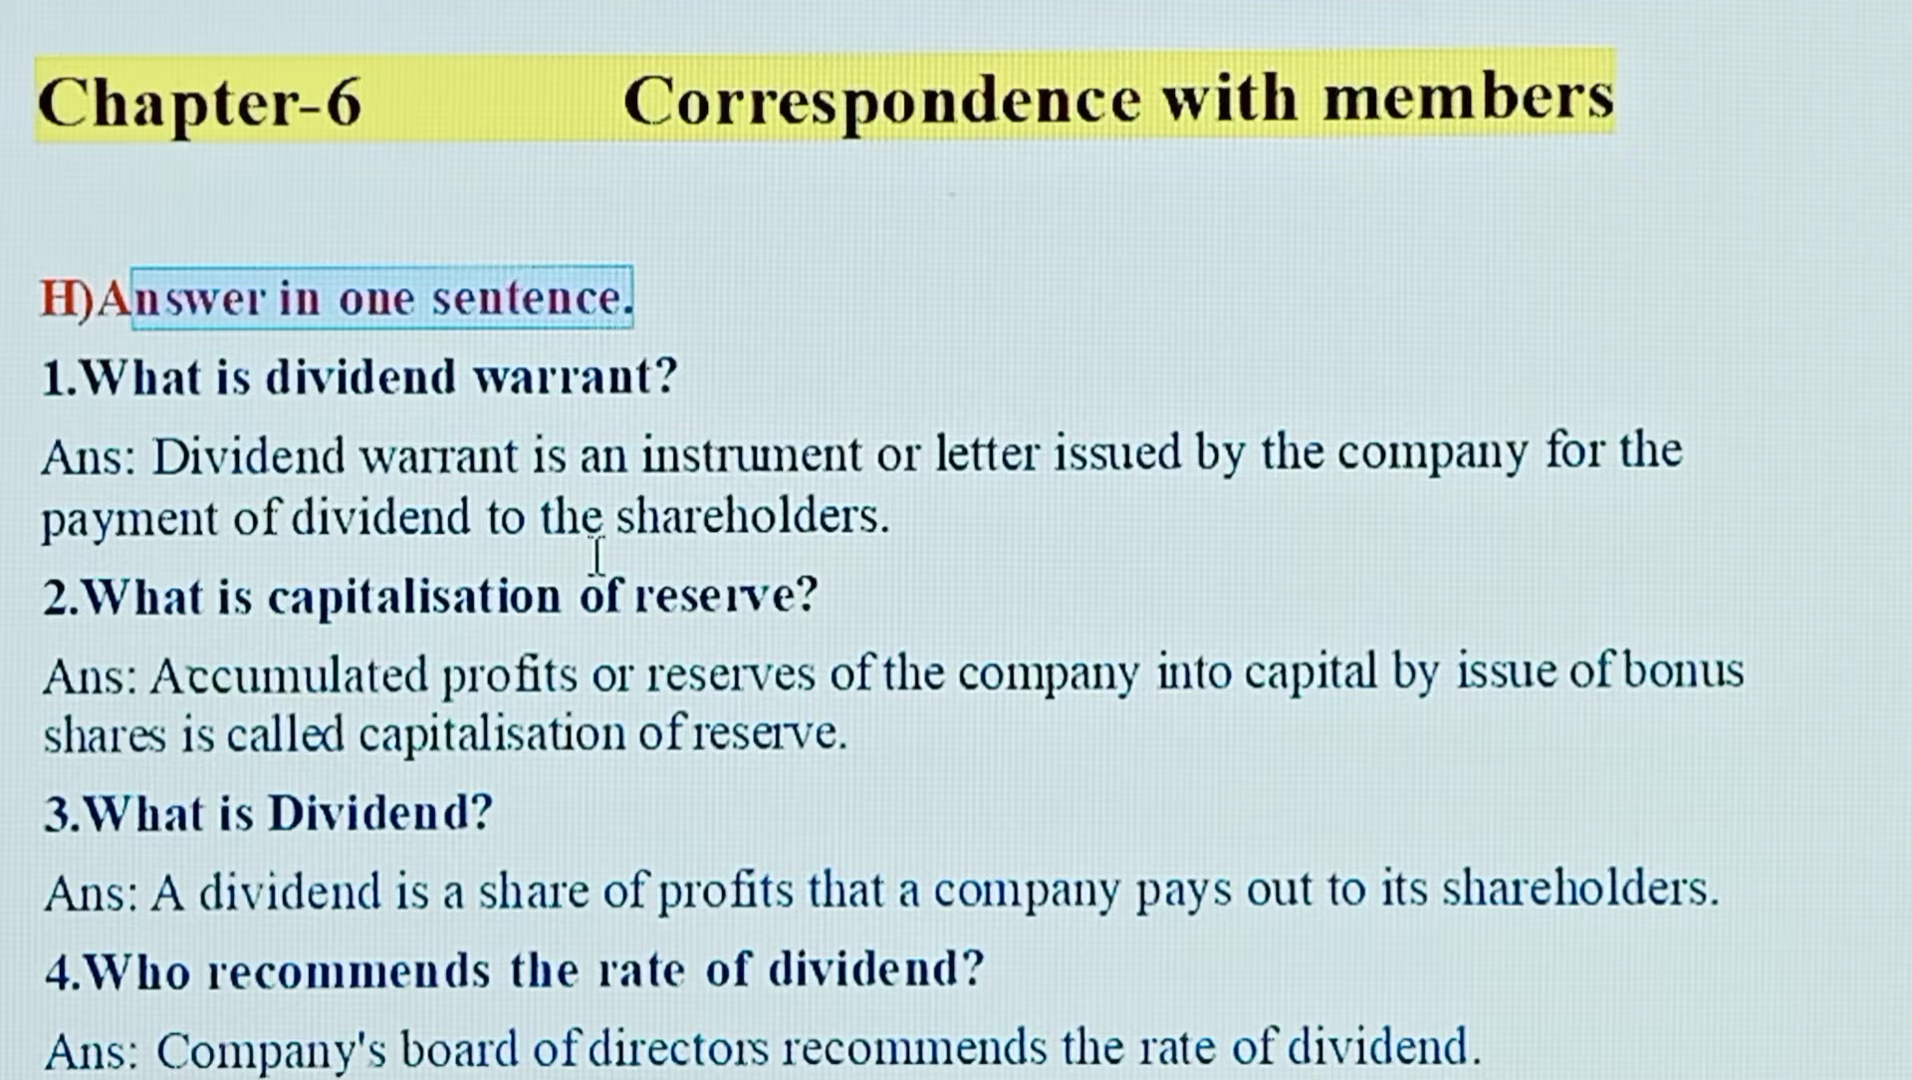 Chapter-6 Correspondence with members
H)Answer in one sentence.
1.What is dividend warrant?
Ans: Dividend warrant is an instrument or letter issued by the company for the
payment of dividend to the shareholders.
2.What is capitalisation of reserve?
Ans: Accumulated profits or reserves of the company into capital by issue of bonus
shares is called capitalisation of reserve.
3.What is Dividend?
Ans: A dividend is a share of profits that a company pays out to its shareholders.
4.Who recommends the rate of dividend?
Ans: Company's board of directors recommends the rate of dividend.